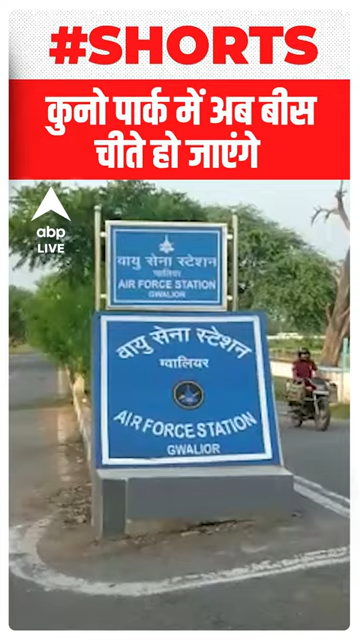 #SHORTS
कुनो पार्क में अब बीस
चीते हो जाएंगे
abp
LIVE
वायु सेना स्टेशन
ग्वालियर
AIR FORCE STATION
GWALIOR
वायु सेना स्टेशन
ग्वालियर
AIR FORCE STATION
GWALIOR